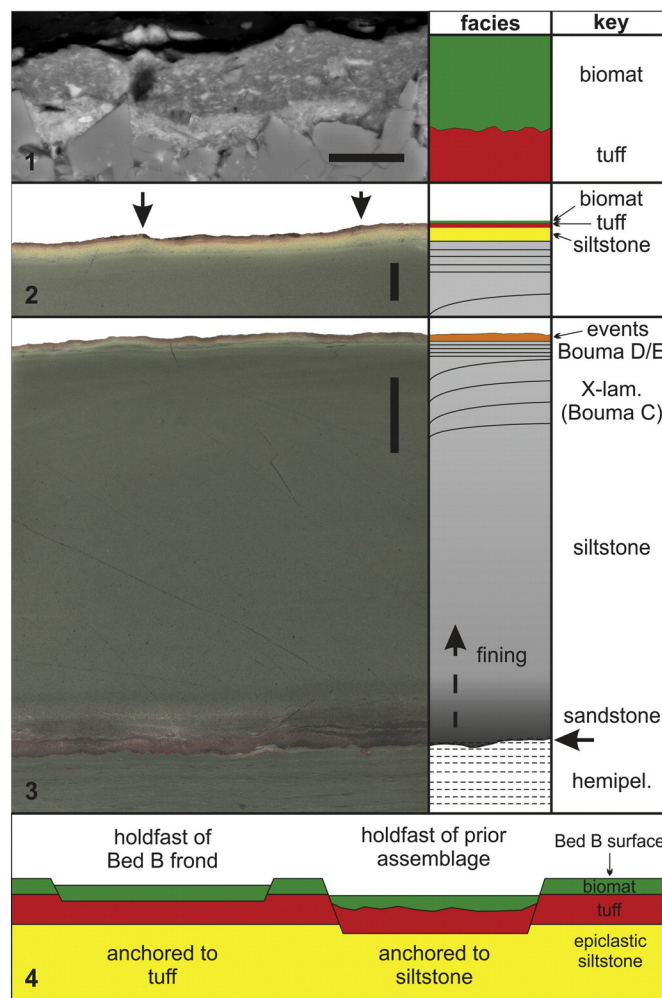 facies
key
1
biomat
tuff
2
biomat
tuff
siltstone
3
events
Bouma D/E
X-lam.
(Bouma C)
siltstone
fining
sandstone
hemipel.
4
holdfast of
Bed B frond
holdfast of prior
assemblage
Bed B surface
biomat
tuff
anchored to
tuff
anchored to
siltstone
epiclastic
siltstone